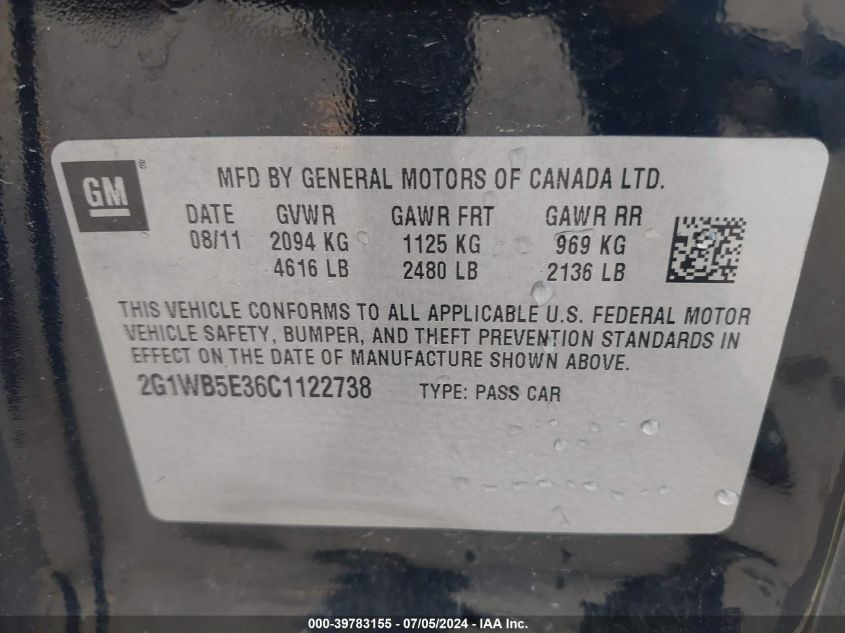 GM ®
MFD BY GENERAL MOTORS OF CANADA LTD.
DATE GVWR GAWR FRT GAWR RR
08/11 2094 KG 1125 KG 969 KG
4616 LB 2480 LB 2136 LB
THIS VEHICLE CONFORMS TO ALL APPLICABLE U.S. FEDERAL MOTOR
VEHICLE SAFETY, BUMPER, AND THEFT PREVENTION STANDARDS IN
EFFECT ON THE DATE OF MANUFACTURE SHOWN ABOVE.
2G1WB5E36C1122738 TYPE: PASS CAR
000-39783155 - 07/05/2024 - IAA Inc.